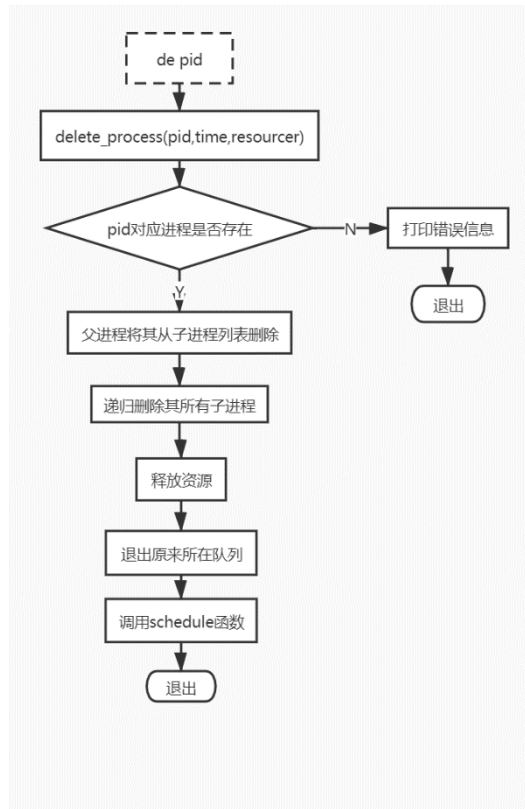 de pid
delete_process(pid,time,resourcer)
pid对应进程是否存在
N
打印错误信息
退出
Y
父进程将其从子进程列表删除
递归删除其所有子进程
释放资源
退出原来所在队列
调用schedule函数
退出